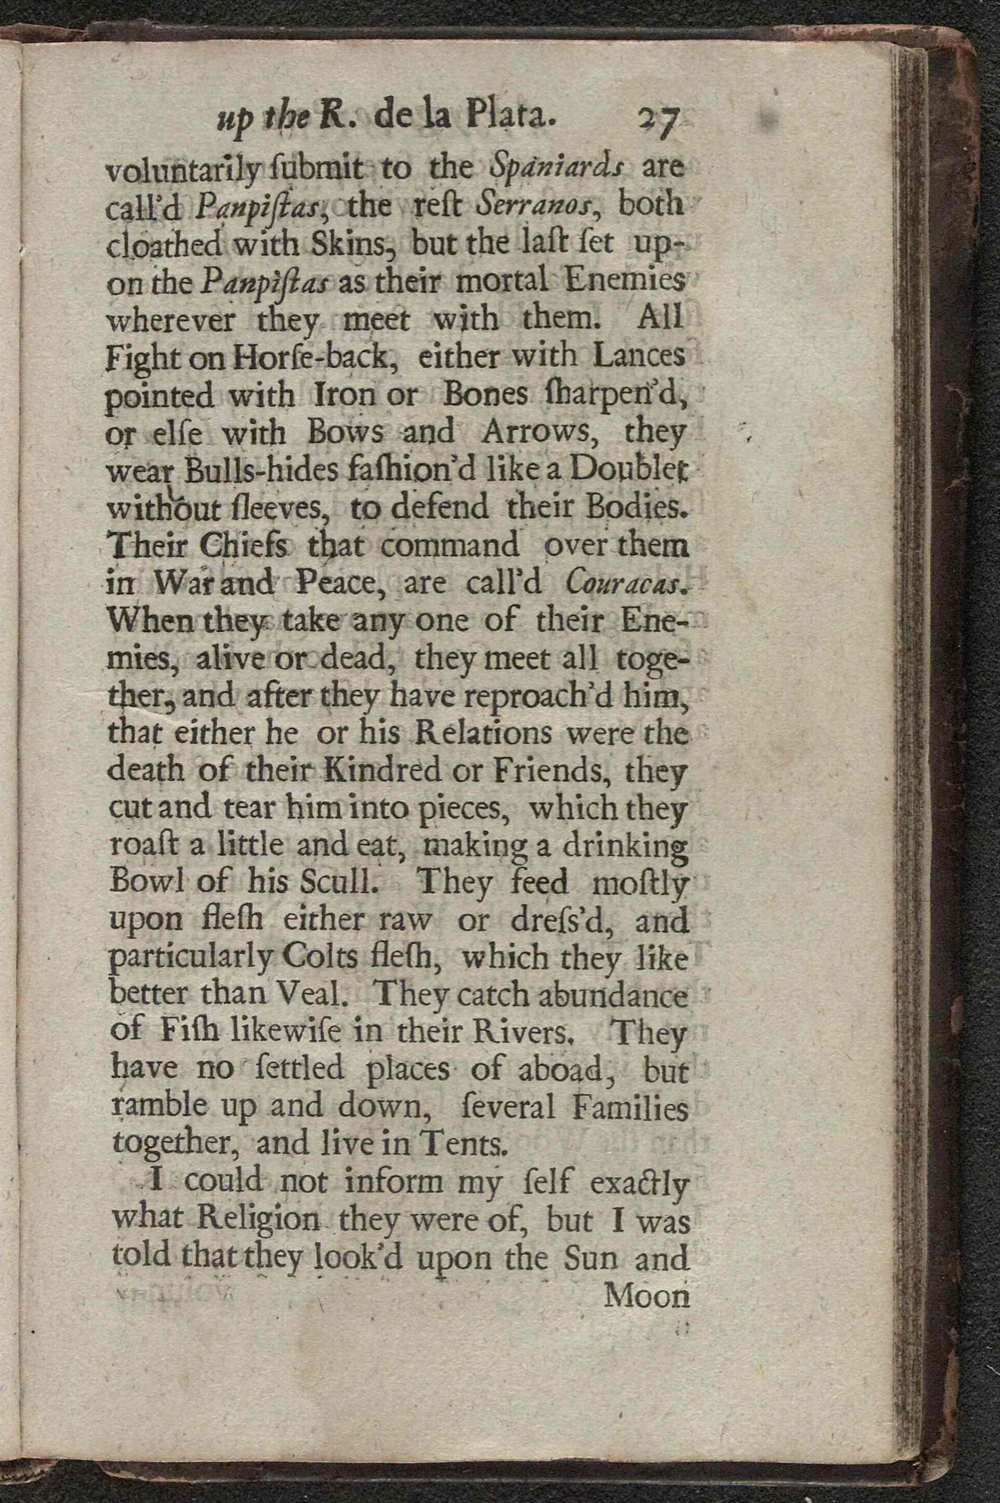 up the R. de la Plata. 27
voluntarily ſubmit to the Spaniards are
call'd Panpiſtas, the reſt Serranos, both
cloathed with Skins, but the laſt ſet up-
on the Panpiſtas as their mortal Enemies
wherever they meet with them. All
Fight on Horſe-back, either with Lances
pointed with Iron or Bones ſharpen'd,
or elſe with Bows and Arrows, they
wear Bulls-hides faſhion'd like a Doublet
without ſleeves, to defend their Bodies.
Their Chiefs that command over them
in War and Peace, are call'd Couracas.
When they take any one of their Ene-
mies, alive or dead, they meet all toge-
ther, and after they have reproach'd him,
that either he or his Relations were the
death of their Kindred or Friends, they
cut and tear him into pieces, which they
roaſt a little and eat, making a drinking
Bowl of his Scull. They feed moſtly
upon fleſh either raw or dreſs'd, and
particularly Colts fleſh, which they like
better than Veal. They catch abundance
of Fiſh likewiſe in their Rivers. They
have no ſettled places of aboad, but
ramble up and down, ſeveral Families
together, and live in Tents.
I could not inform my ſelf exactly
what Religion they were of, but I was
told that they look'd upon the Sun and
Moon